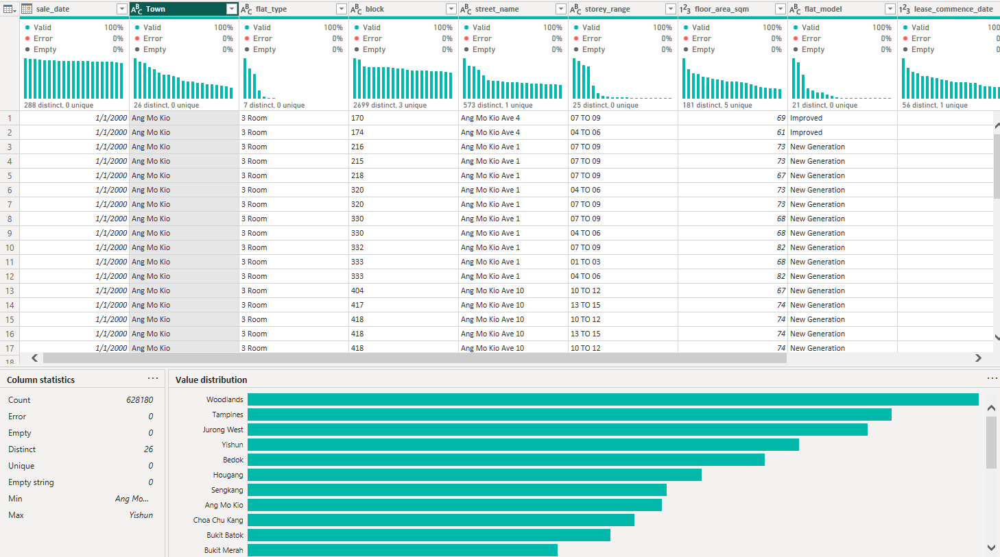 sale_date ABC Town ABC flat_type ABC block ABC street_name ABC storey_range 123 floor_area_sqm ABC flat_model 123 lease_commence_date
Valid 100% Valid 100% Valid 100% Valid 100% Valid 100% Valid 100% Valid 100% Valid 100% Valid 100
Error 0% Error 0% Error 0% Error 0% Error 0% Error 0% Error 0% Error 0% Error 0
Empty 0% Empty 0% Empty 0% Empty 0% Empty 0% Empty 0% Empty 0% Empty 0% Empty 0
288 distinct, 0 unique 26 distinct, 0 unique 7 distinct, 0 unique 2699 distinct, 3 unique 573 distinct, 1 unique 25 distinct, 0 unique 181 distinct, 5 unique 21 distinct, 0 unique 56 distinct, 1 unique
1 1/1/2000 Ang Mo Kio 3 Room 170 Ang Mo Kio Ave 4 07 TO 09 69 Improved
2 1/1/2000 Ang Mo Kio 3 Room 174 Ang Mo Kio Ave 4 04 TO 06 61 Improved
3 1/1/2000 Ang Mo Kio 3 Room 216 Ang Mo Kio Ave 1 07 TO 09 73 New Generation
4 1/1/2000 Ang Mo Kio 3 Room 215 Ang Mo Kio Ave 1 07 TO 09 73 New Generation
5 1/1/2000 Ang Mo Kio 3 Room 218 Ang Mo Kio Ave 1 07 TO 09 67 New Generation
6 1/1/2000 Ang Mo Kio 3 Room 320 Ang Mo Kio Ave 1 04 TO 06 73 New Generation
7 1/1/2000 Ang Mo Kio 3 Room 320 Ang Mo Kio Ave 1 07 TO 09 73 New Generation
8 1/1/2000 Ang Mo Kio 3 Room 330 Ang Mo Kio Ave 1 07 TO 09 68 New Generation
9 1/1/2000 Ang Mo Kio 3 Room 330 Ang Mo Kio Ave 1 04 TO 06 68 New Generation
10 1/1/2000 Ang Mo Kio 3 Room 332 Ang Mo Kio Ave 1 07 TO 09 82 New Generation
11 1/1/2000 Ang Mo Kio 3 Room 333 Ang Mo Kio Ave 1 01 TO 03 68 New Generation
12 1/1/2000 Ang Mo Kio 3 Room 333 Ang Mo Kio Ave 1 04 TO 06 82 New Generation
13 1/1/2000 Ang Mo Kio 3 Room 404 Ang Mo Kio Ave 10 10 TO 12 67 New Generation
14 1/1/2000 Ang Mo Kio 3 Room 417 Ang Mo Kio Ave 10 13 TO 15 74 New Generation
15 1/1/2000 Ang Mo Kio 3 Room 418 Ang Mo Kio Ave 10 10 TO 12 74 New Generation
16 1/1/2000 Ang Mo Kio 3 Room 418 Ang Mo Kio Ave 10 13 TO 15 74 New Generation
17 1/1/2000 Ang Mo Kio 3 Room 418 Ang Mo Kio Ave 10 10 TO 12 74 New Generation
18
Column statistics ...
Count 628180
Error 0
Empty 0
Distinct 26
Unique 0
Empty string 0
Min Ang Mo...
Max Yishun
Value distribution ...
Woodlands
Tampines
Jurong West
Yishun
Bedok
Hougang
Sengkang
Ang Mo Kio
Choa Chu Kang
Bukit Batok
Bukit Merah